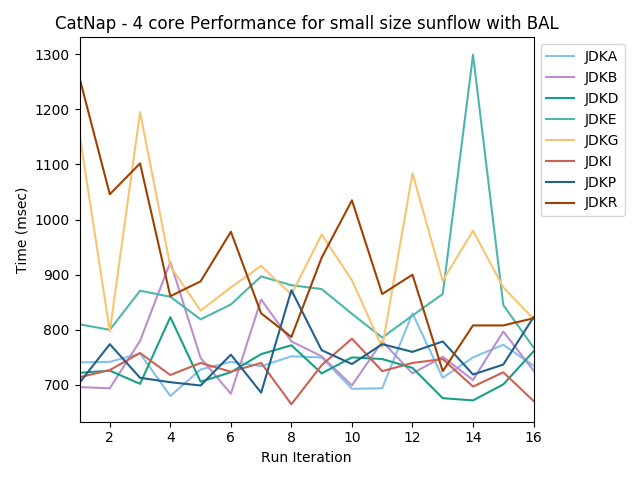 CatNap - 4 core Performance for small size sunflow with BAL
Time (msec)
1300
1200
1100
1000
900
800
700
2 4 6 8 10 12 14 16
Run Iteration
JDKA
JDKB
JDKD
JDKE
JDKG
JDKI
JDKP
JDKR